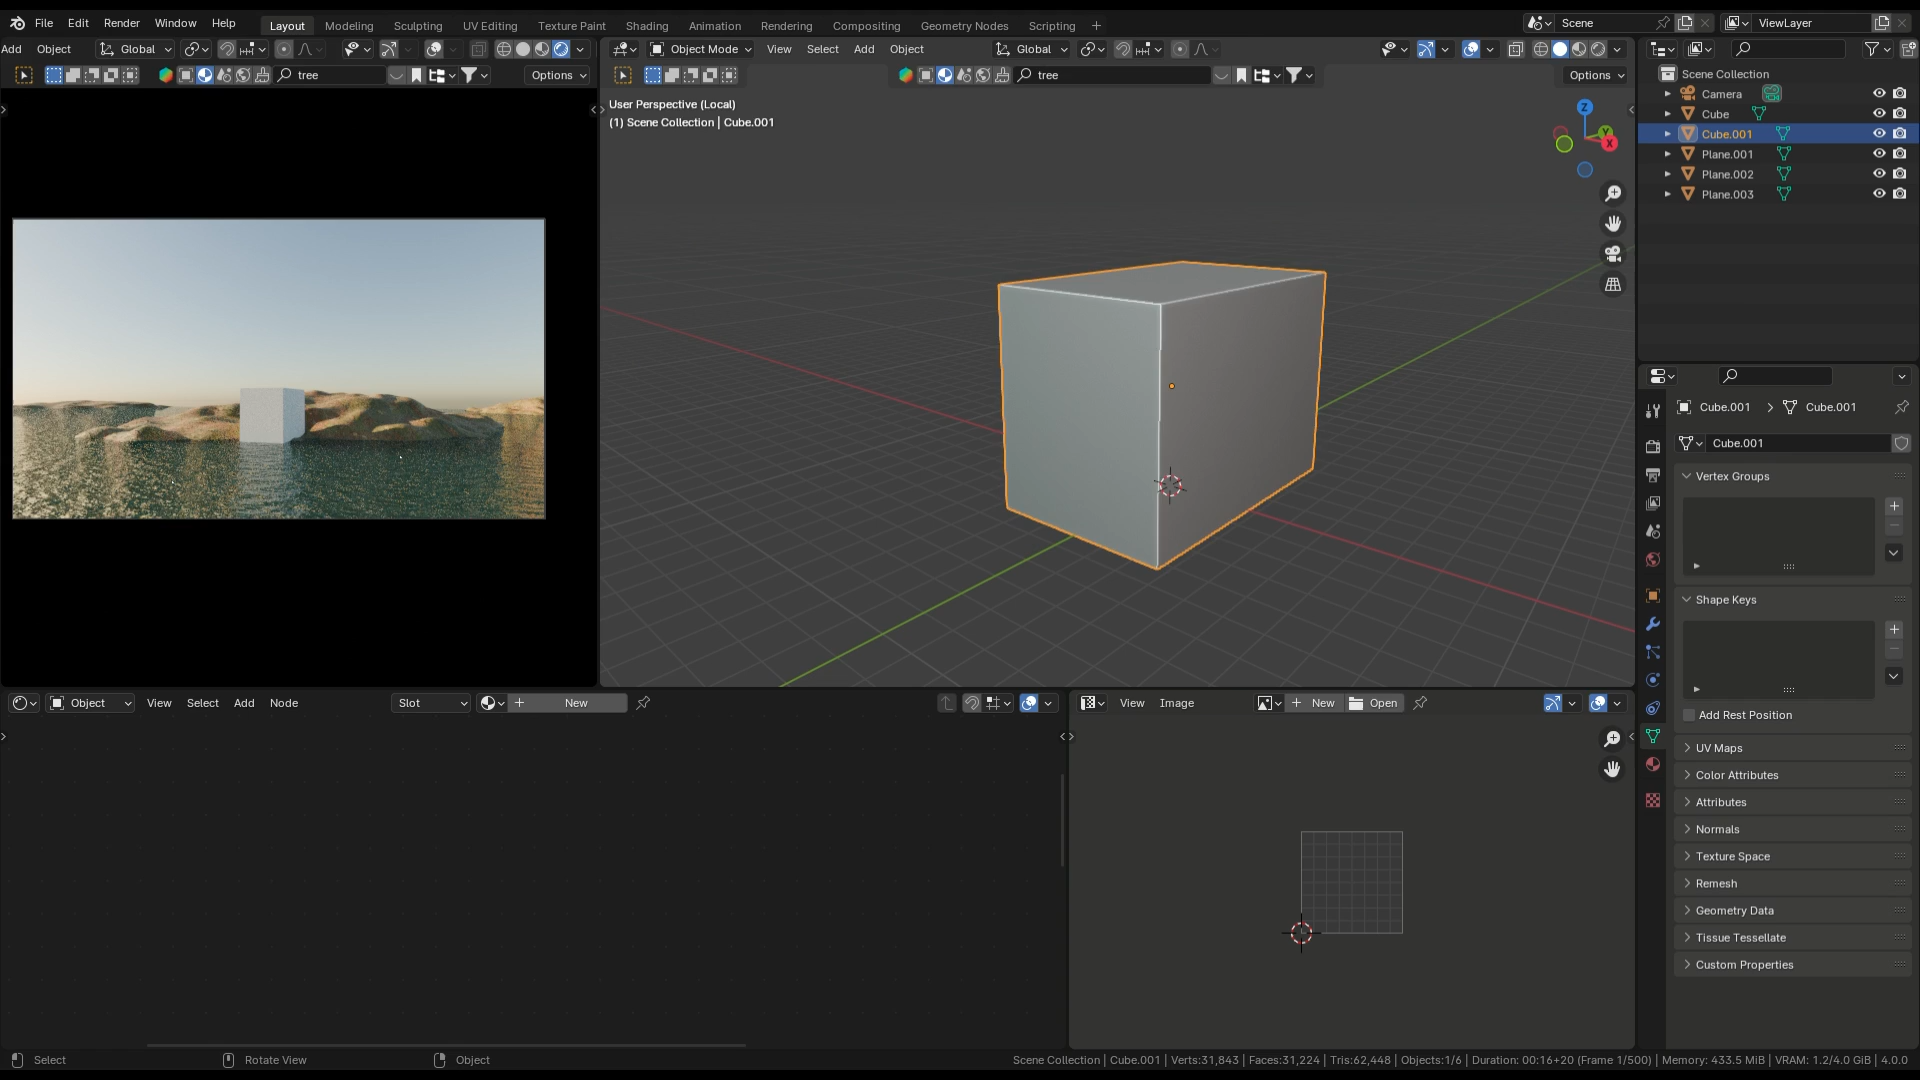 File Edit Render Window Help Layout Modeling Sculpting UV Editing Texture Paint Shading Animation Rendering Compositing Geometry Nodes Scripting + Scene ViewLayer
Add Object Global Object Mode View Select Add Object Global
tree Options tree Options
Scene Collection
User Perspective (Local)
(1) Scene Collection | Cube.001
Z
Y
X
Camera
Cube
Cube.001
Plane.001
Plane.002
Plane.003
Cube.001 > Cube.001
Cube.001
Vertex Groups
Shape Keys
Add Rest Position
UV Maps
Color Attributes
Attributes
Normals
Texture Space
Remesh
Geometry Data
Tissue Tessellate
Custom Properties
Object View Select Add Node Slot New View Image New Open
Select Rotate View Object Scene Collection | Cube.001 | Verts:31,843 | Faces:31,224 | Tris:62,448 | Objects:1/6 | Duration: 00:16+20 (Frame 1/500) | Memory: 433.5 MiB | VRAM: 1.2/4.0 GiB | 4.0.0